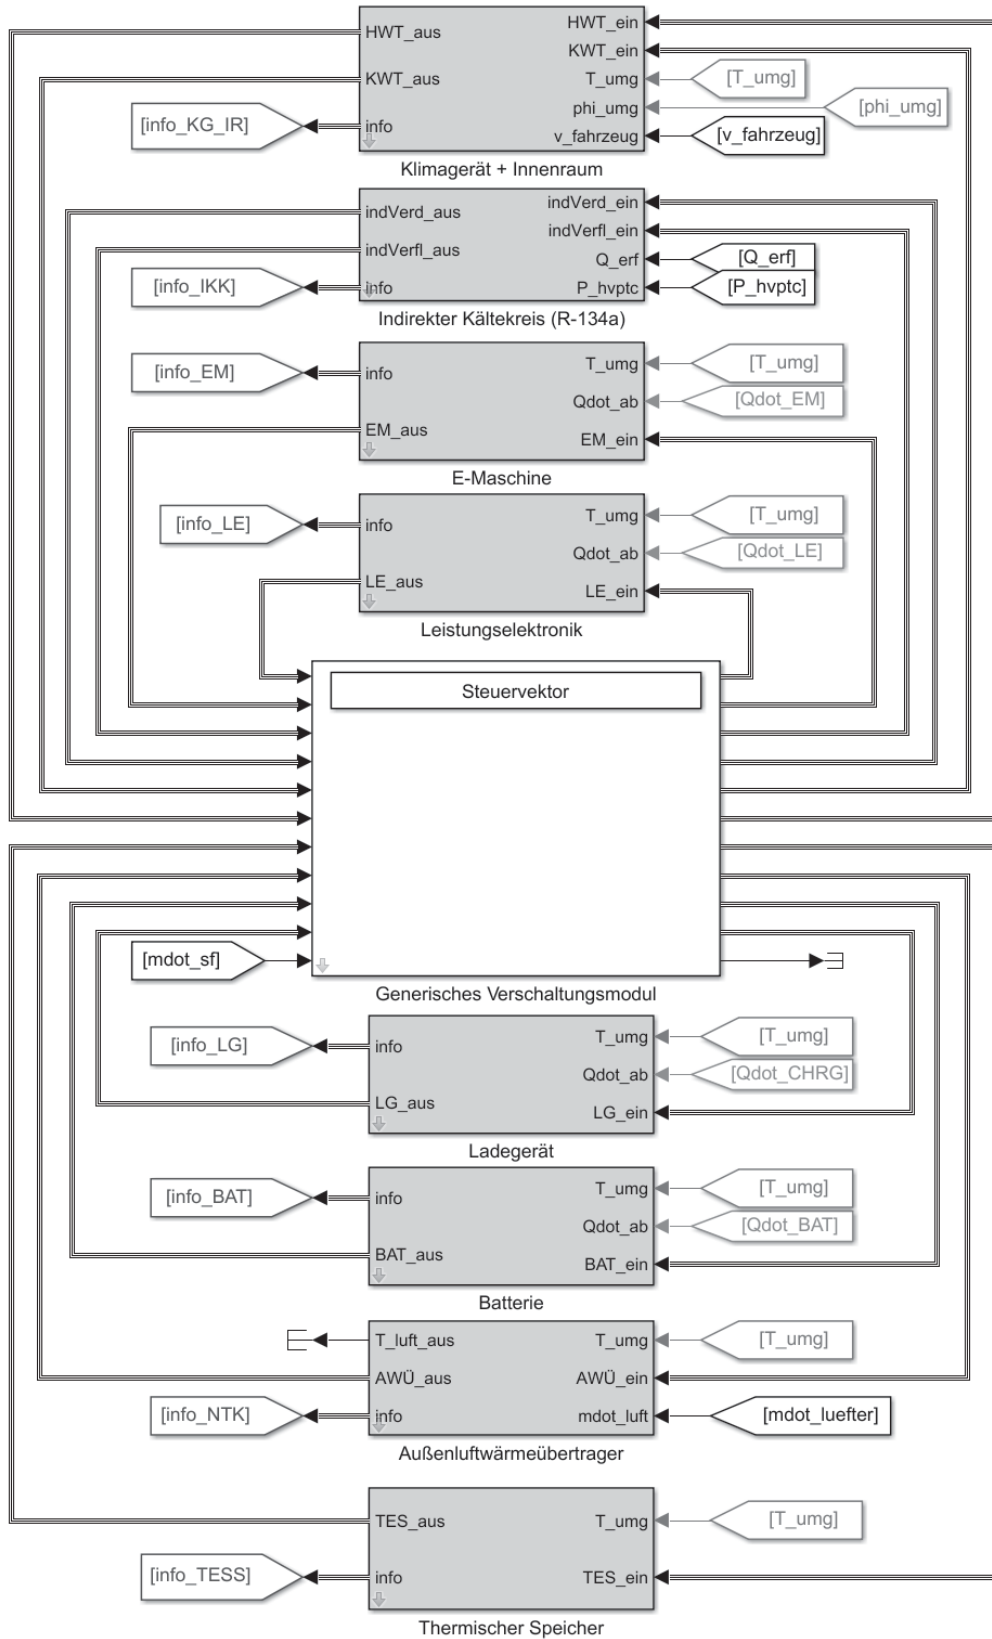 HWT_aus
HWT_ein
KWT_ein
KWT_aus
T_umg
[T_umg]
phi_umg
[phi_umg]
[info_KG_IR]
info
v_fahrzeug
[v_fahrzeug]
Klimagerät + Innenraum
indVerd_aus
indVerd_ein
indVerfl_aus
indVerfl_ein
Q_erf
[Q_erf]
[info_IKK]
info
P_hvptc
[P_hvptc]
Indirekter Kältekreis (R-134a)
[info_EM]
info
T_umg
[T_umg]
Qdot_ab
[Qdot_EM]
EM_aus
EM_ein
E-Maschine
[info_LE]
info
T_umg
[T_umg]
Qdot_ab
[Qdot_LE]
LE_aus
LE_ein
Leistungselektronik
Steuervektor
[mdot_sf]
Generisches Verschaltungsmodul
[info_LG]
info
T_umg
[T_umg]
Qdot_ab
[Qdot_CHRG]
LG_aus
LG_ein
Ladegerät
[info_BAT]
info
T_umg
[T_umg]
Qdot_ab
[Qdot_BAT]
BAT_aus
BAT_ein
Batterie
T_luft_aus
T_umg
[T_umg]
AWÜ_aus
AWÜ_ein
[info_NTK]
info
mdot_luft
[mdot_luefter]
Außenluftwärmeübertrager
TES_aus
T_umg
[T_umg]
[info_TESS]
info
TES_ein
Thermischer Speicher